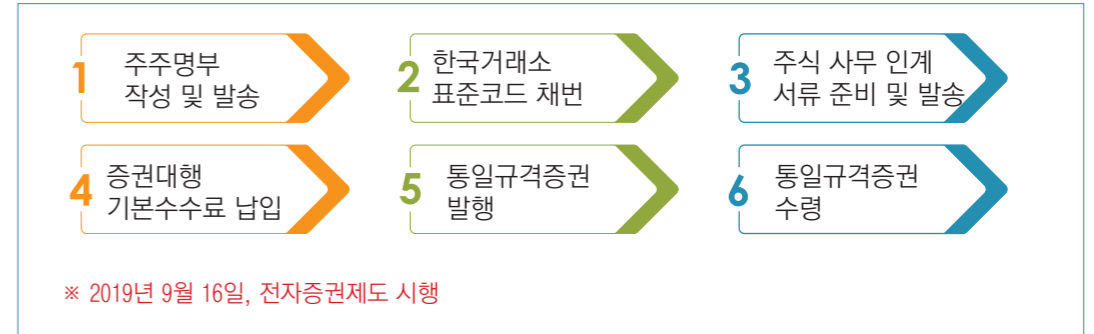 1 주주명부
작성 및 발송
2 한국거래소
표준코드 채번
3 주식 사무 인계
서류 준비 및 발송
4 증권대행
기본수수료 납입
5 통일규격증권
발행
6 통일규격증권
수령
※ 2019년 9월 16일, 전자증권제도 시행